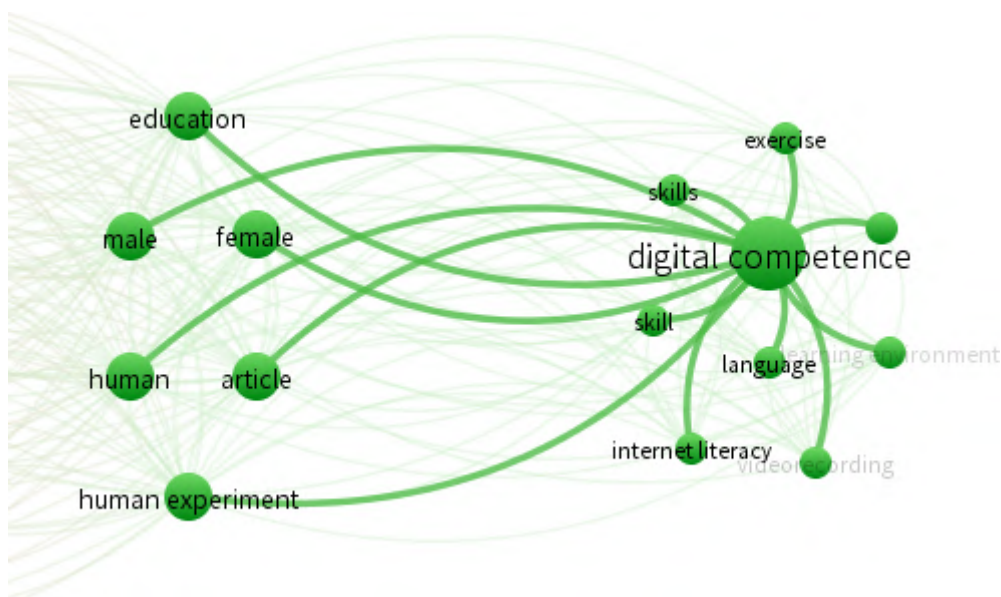 education
exercise
skills
male
female
digital competence
skill
learning environment
language
human
article
internet literacy
videorecording
human experiment